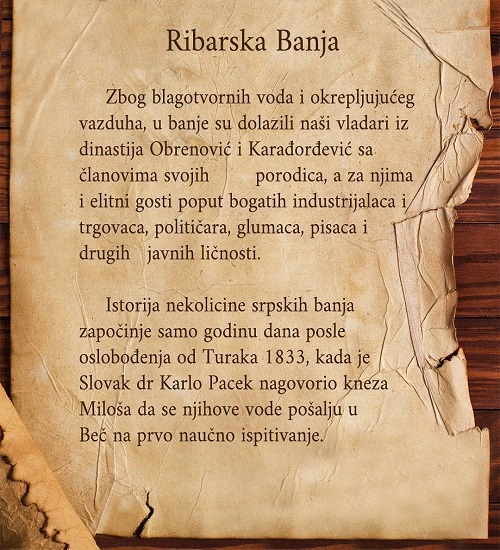 Ribarska Banja
Zbog blagotvornih voda i okrepljujućeg
vazduha, u banje su dolazili naši vladari iz
dinastija Obrenović i Karađorđević sa
članovima svojih porodica, a za njima
i elitni gosti poput bogatih industrijalaca i
trgovaca, političara, glumaca, pisaca i
drugih javnih ličnosti.
Istorija nekolicine srpskih banja
započinje samo godinu dana posle
oslobođenja od Turaka 1833, kada je
Slovak dr Karlo Pacek nagovorio kneza
Miloša da se njihove vode pošalju u
Beč na prvo naučno ispitivanje.